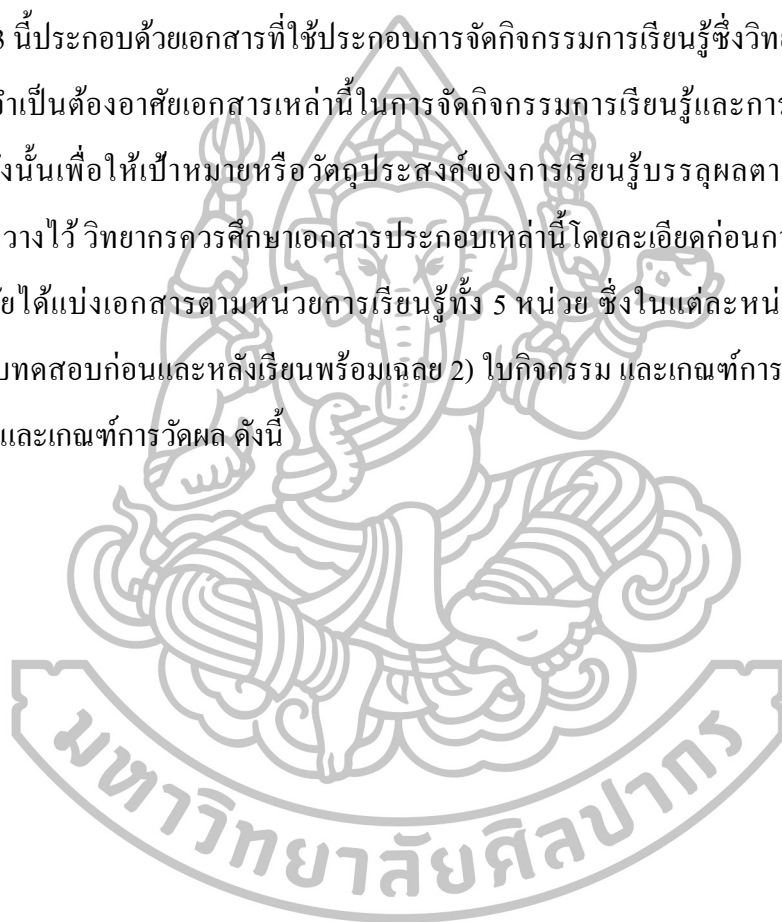 3 นี้ประกอบด้วยเอกสารที่ใช้ประกอบการจัดกิจกรรมการเรียนรู้ซึ่งวิทย
จำเป็นต้องอาศัยเอกสารเหล่านี้ในการจัดกิจกรรมการเรียนรู้และการ
ังนั้นเพื่อให้เป้าหมายหรือวัตถุประสงค์ของการเรียนรู้บรรลุผลตา
วางไว้ วิทยากรควรศึกษาเอกสารประกอบเหล่านี้โดยละเอียดก่อนกา
ัยได้แบ่งเอกสารตามหน่วยการเรียนรู้ทั้ง 5 หน่วย ซึ่งในแต่ละหน่
บทดสอบก่อนและหลังเรียนพร้อมเฉลย 2) ใบกิจกรรม และเกณฑ์การ
และเกณฑ์การวัดผล ดังนี้
มหาวิทยาลัยศิลปากร